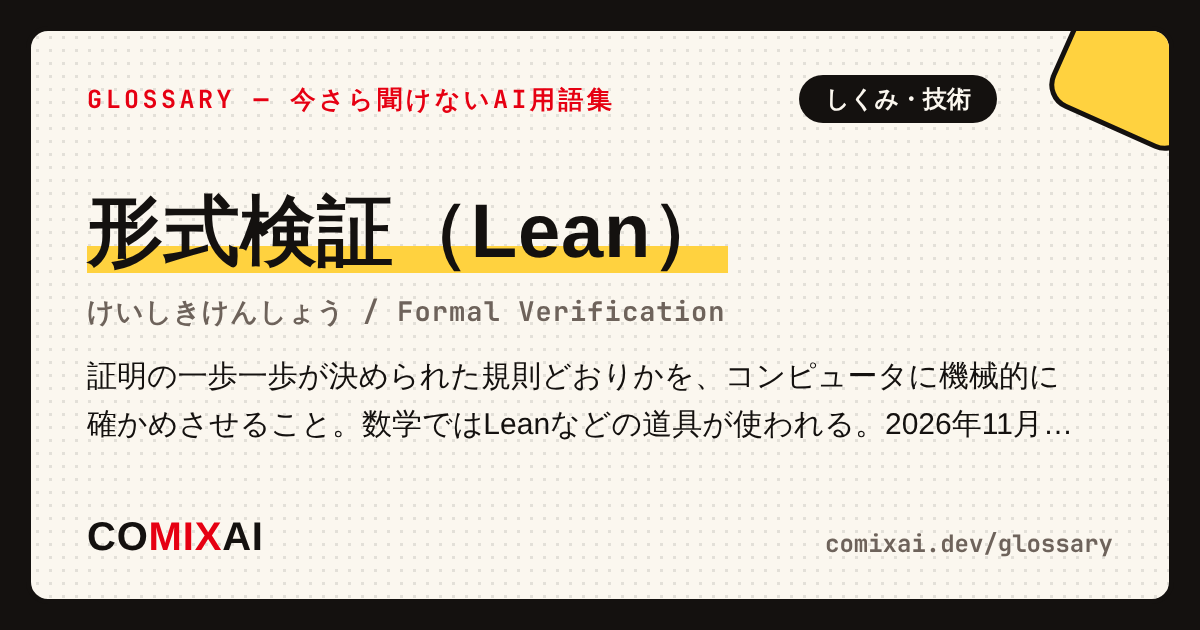 GLOSSARY — 今さら聞けないAI用語集
しくみ・技術
形式検証（Lean）
けいしきけんしょう / Formal Verification
証明の一歩一歩が決められた規則どおりかを、コンピュータに機械的に
確かめさせること。数学ではLeanなどの道具が使われる。2026年11月…
COMIXAI
comixai.dev/glossary